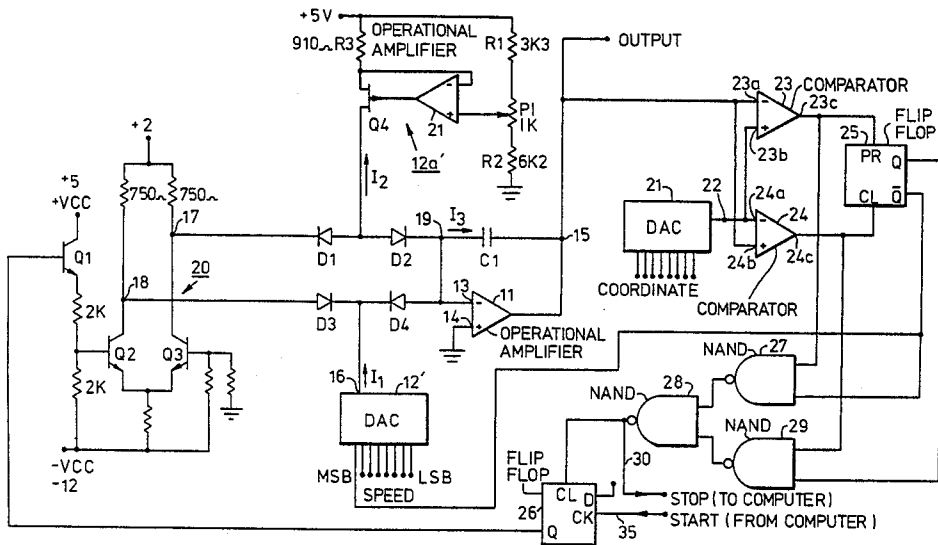 +5V
OPERATIONAL
AMPLIFIER
910Ω R3
R1 3K3
OUTPUT
Q4
21
P1
1K
12a'
R2 6K2
23a 23
COMPARATOR
23c
FLIP
FLOP
25
PR Q
CL Q̅
23b
+2
+5
+VCC
750Ω 750Ω
17
I2
19 I3
21
22
24a
24
DAC
24b 24c
COORDINATE
COMPARATOR
Q1
D1 D2
C1
15
18
20
2K
D3 D4
13
11
14
OPERATIONAL
AMPLIFIER
Q2 Q3
2K
16 I1 12'
DAC
MSB LSB
SPEED
-VCC
-12
NAND 27
NAND 28
NAND 29
30
FLIP
FLOP
26
CL D
CK
Q
STOP (TO COMPUTER)
START (FROM COMPUTER)
35